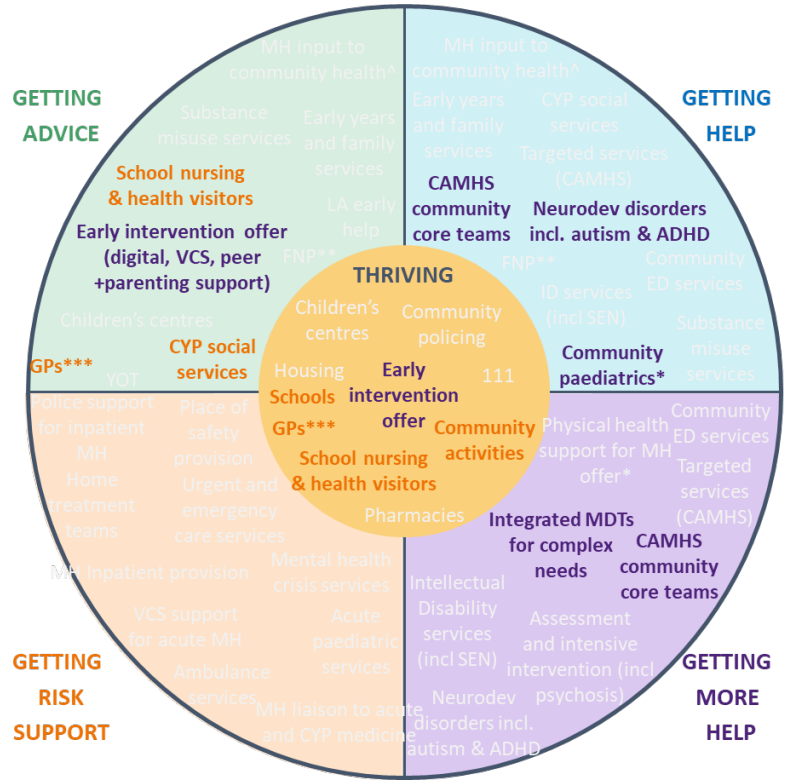 GETTING
ADVICE
MH input to
community health^
Substance
misuse services
Early years
and family
services
School nursing
& health visitors
LA early
help
Early intervention offer
(digital, VCS, peer
+parenting support)
FNP**
Children's centres
GPs***
YOT
CYP social
services
GETTING
HELP
MH input to
community health^
Early years
and family
services
CYP social
services
Targeted services
(CAMHS)
CAMHS
community
core teams
Neurodev disorders
incl. autism & ADHD
FNP**
Community
ED services
ID services
(incl SEN)
Substance
misuse
services
Community
paediatrics*
THRIVING
Children's
centres
Community
policing
Housing
111
Early
intervention
offer
Schools
GPs***
Community
activities
School nursing
& health visitors
Pharmacies
Police support
for inpatient
MH
Place of
safety
provision
Home
treatment
teams
Urgent and
emergency
care services
MH Inpatient provision
Mental health
crisis services
VCS support
for acute MH
Acute
paediatric
services
Ambulance
services
MH liaison to acute
and CYP medicine
GETTING
RISK
SUPPORT
Physical health
support for MH
offer*
Community
ED services
Targeted
services
(CAMHS)
Integrated MDTs
for complex
needs
CAMHS
community
core teams
Intellectual
Disability
services
(incl SEN)
Assessment
and intensive
intervention (incl
psychosis)
Neurodev
disorders incl.
autism & ADHD
GETTING
MORE
HELP